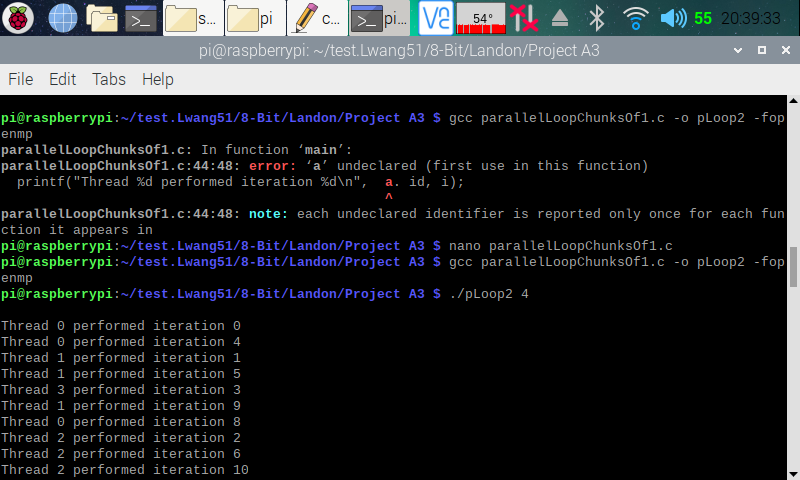 s...
pi
c...
pi...
54°
55
20:39:33
pi@raspberrypi: ~/test.Lwang51/8-Bit/Landon/Project A3
File Edit Tabs Help
pi@raspberrypi:~/test.Lwang51/8-Bit/Landon/Project A3 $ gcc parallelLoopChunksOf1.c -o pLoop2 -fop
enmp
parallelLoopChunksOf1.c: In function ‘main’:
parallelLoopChunksOf1.c:44:48: error: ‘a’ undeclared (first use in this function)
printf("Thread %d performed iteration %d\n",  a. id, i);
^
parallelLoopChunksOf1.c:44:48: note: each undeclared identifier is reported only once for each fun
ction it appears in
pi@raspberrypi:~/test.Lwang51/8-Bit/Landon/Project A3 $ nano parallelLoopChunksOf1.c
pi@raspberrypi:~/test.Lwang51/8-Bit/Landon/Project A3 $ gcc parallelLoopChunksOf1.c -o pLoop2 -fop
enmp
pi@raspberrypi:~/test.Lwang51/8-Bit/Landon/Project A3 $ ./pLoop2 4
Thread 0 performed iteration 0
Thread 0 performed iteration 4
Thread 1 performed iteration 1
Thread 1 performed iteration 5
Thread 3 performed iteration 3
Thread 1 performed iteration 9
Thread 0 performed iteration 8
Thread 2 performed iteration 2
Thread 2 performed iteration 6
Thread 2 performed iteration 10